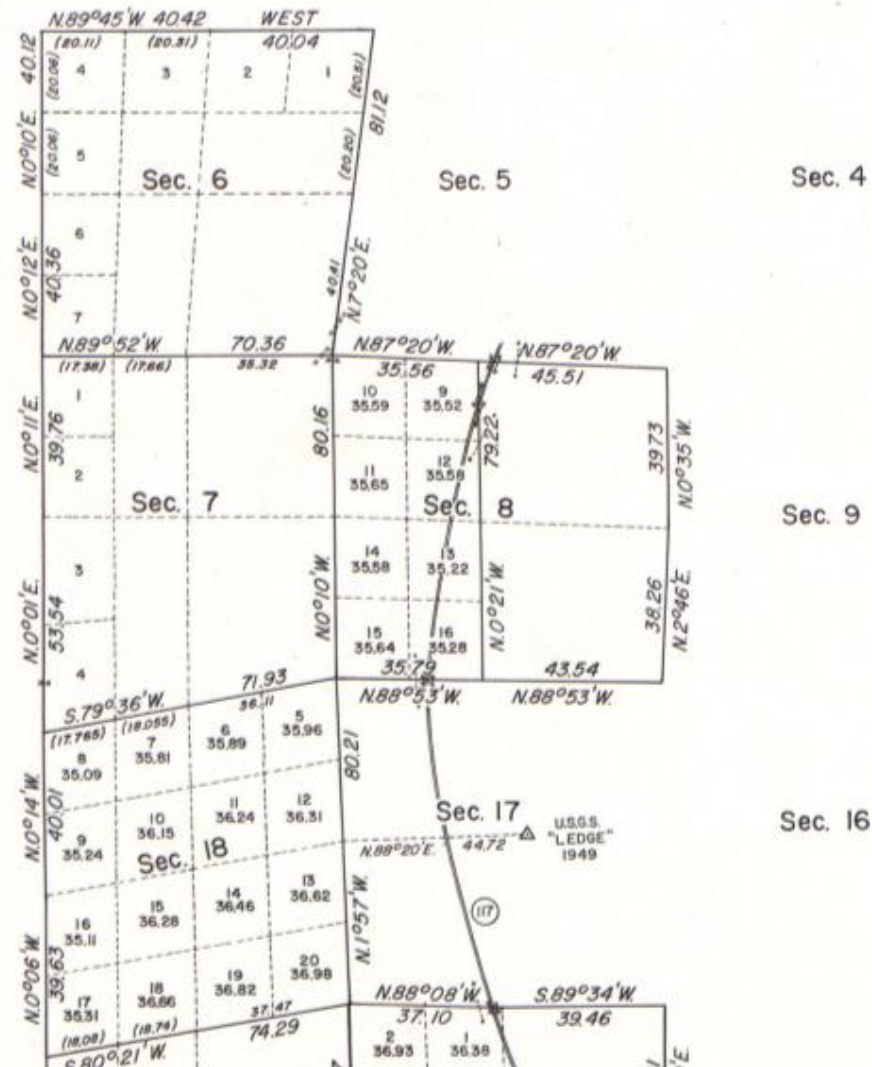 N.89°45'W. 40.42 WEST
(20.11) (20.31) 40.04
40.12
(20.06)
4 3 2 1
(20.51)
81.12
N.0°10'E.
(20.06)
5
(20.20)
Sec. 6 Sec. 5 Sec. 4
6
N.0°12'E.
40.36
40.41
N.7°20'E.
7
N.89°52'W. 70.36 N.87°20'W. N.87°20'W.
(17.38) (17.66) 35.32 35.56 45.51
1
10 9
35.59 35.52
N.0°11'E.
39.76
80.16
79.22
39.73
N.0°35'W.
2
11 12
35.65 35.58
Sec. 7 Sec. 8 Sec. 9
3
14 13
35.58 35.22
N.0°01'E.
53.54
N.0°10'W.
N.0°21'W.
38.26
N.2°46'E.
15 16
35.64 35.28
4
71.93 35.79 43.54
S.79°36'W. 36.11 N.88°53'W. N.88°53'W.
(17.765) (18.055)
8 7 6 5
35.09 35.81 35.89 35.96
80.21
N.0°14'W.
40.01
9 10 11 12
35.24 36.15 36.24 36.31
Sec. 18 Sec. 17 Sec. 16
U.S.G.S.
"LEDGE"
1949
N.88°20'E. 44.72
16 15 14 13
35.11 36.28 36.46 36.62
117
N.1°57'W.
N.0°06'W.
39.63
17 18 19 20
35.31 36.66 36.82 36.98
(18.08) (18.74) 37.47
S.80°21'W. 74.29
N.88°08'W. S.89°34'W.
37.10 39.46
2 1
36.93 36.38